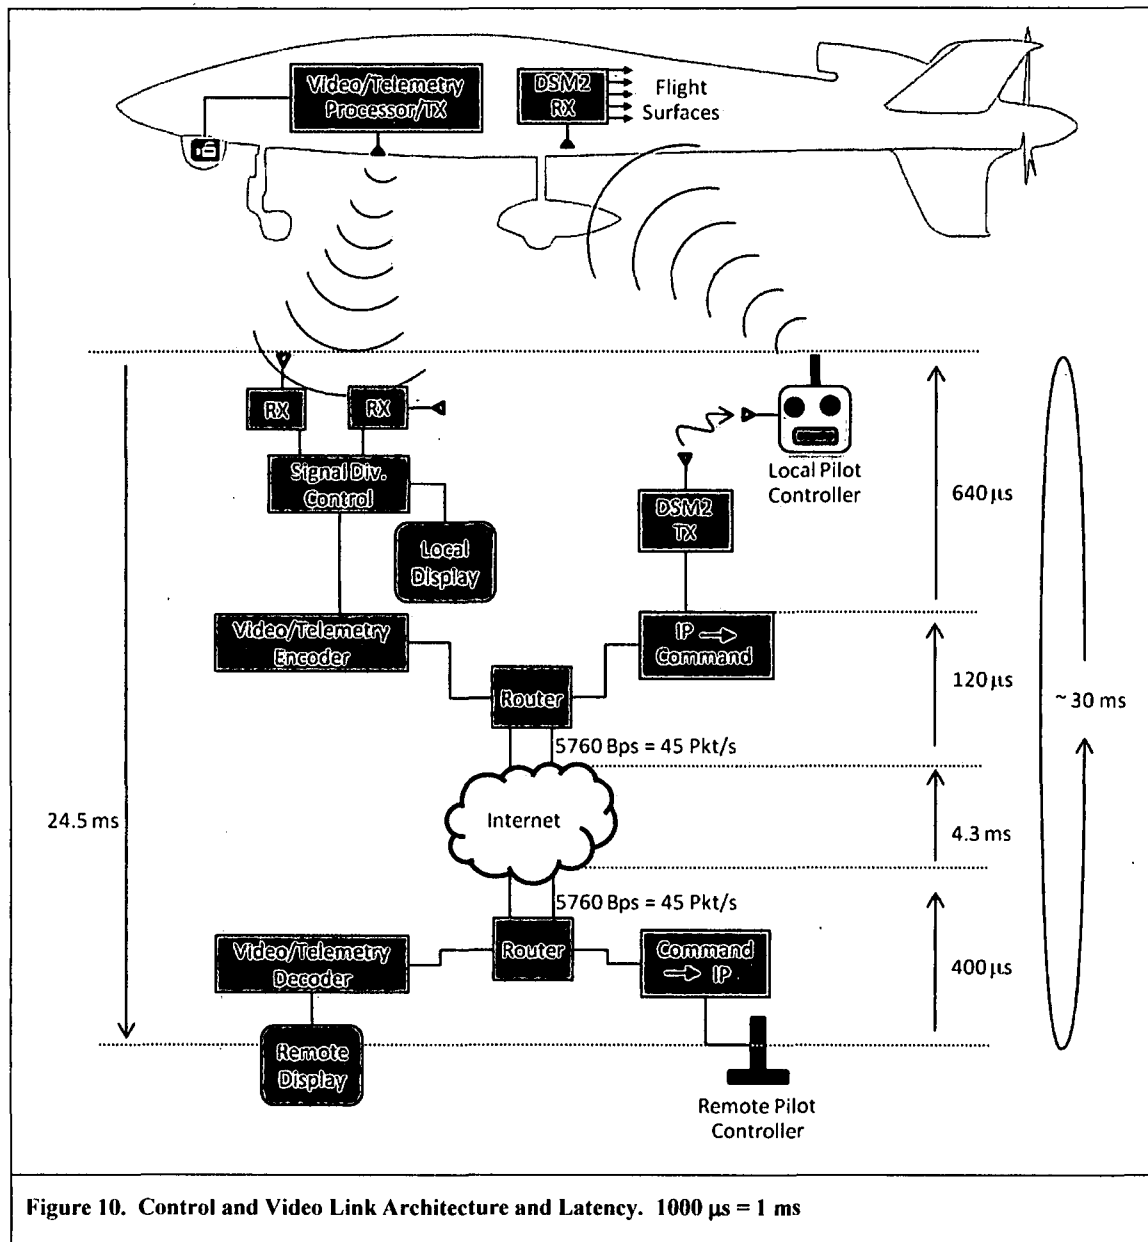 Video/Telemetry
Processor/TX
DSM2
RX
Flight
Surfaces
RX
RX
Signal Div.
Control
Local
Display
DSM2
TX
Local Pilot
Controller
640 μs
Video/Telemetry
Encoder
IP →
Command
Router
120 μs
~ 30 ms
5760 Bps = 45 Pkt/s
24.5 ms
Internet
4.3 ms
5760 Bps = 45 Pkt/s
Video/Telemetry
Decoder
Router
Command
→ IP
400 μs
Remote
Display
Remote Pilot
Controller
Figure 10. Control and Video Link Architecture and Latency. 1000 μs = 1 ms